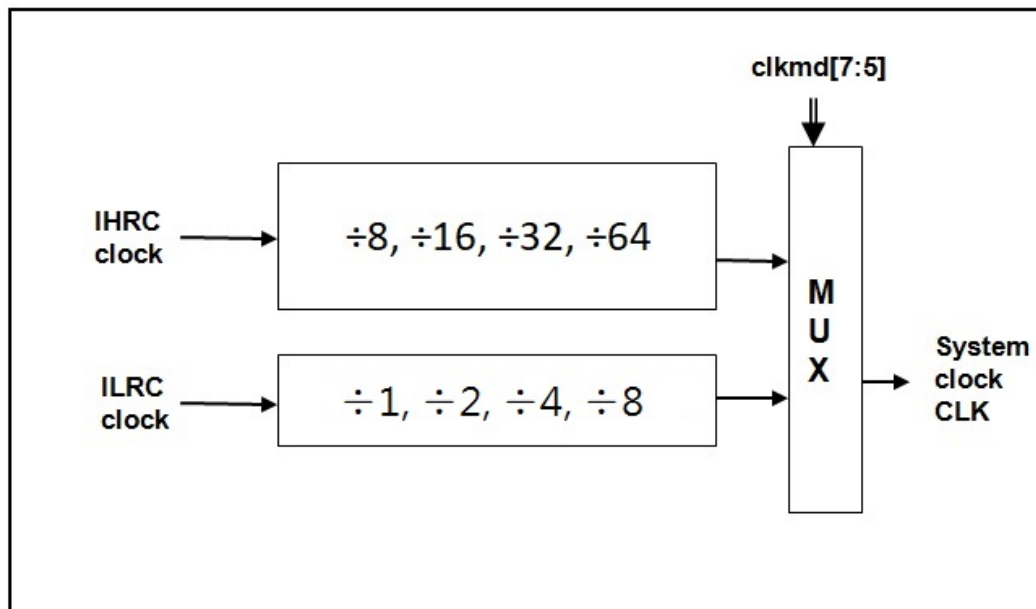 clkmd[7:5]
IHRC
clock
÷8, ÷16, ÷32, ÷64
M
U
X
ILRC
clock
÷1, ÷2, ÷4, ÷8
System
clock
CLK